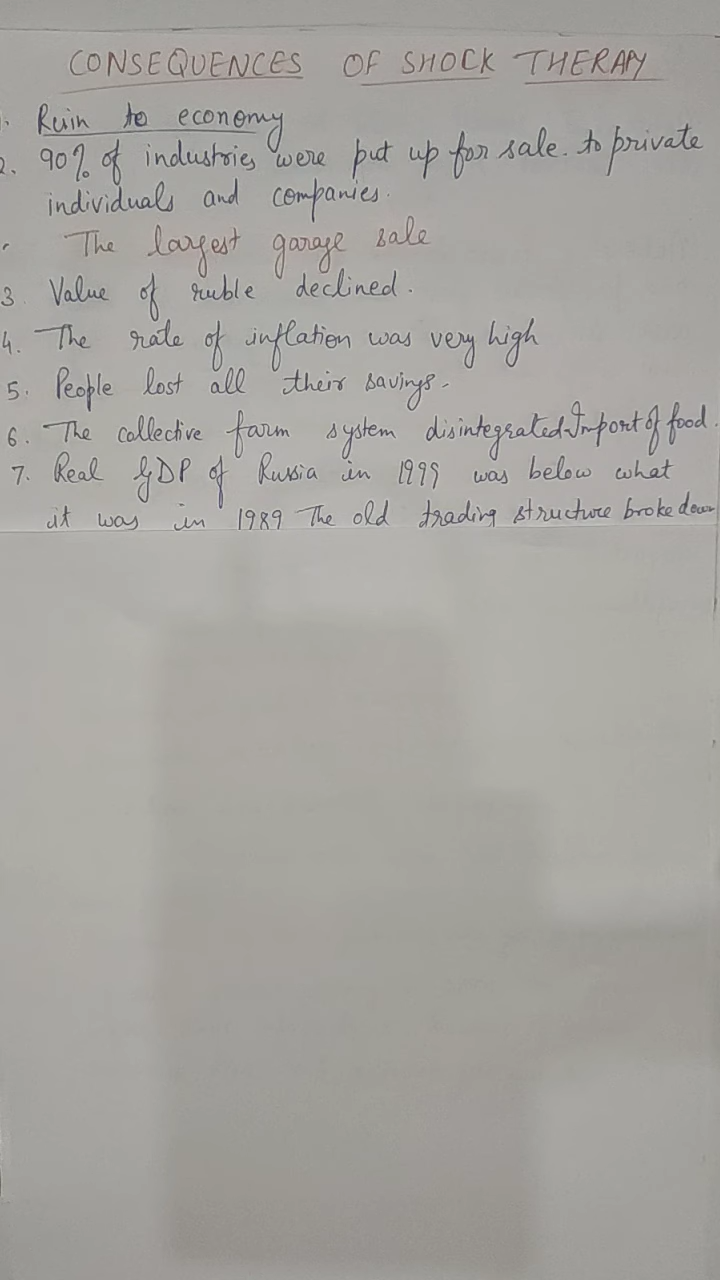 CONSEQUENCES OF SHOCK THERAPY
1. Ruin to economy
2. 90% of industries were put up for sale. to private
individuals and companies.
The largest garage sale
3. Value of ruble declined.
4. The rate of inflation was very high
5. People lost all their savings.
6. The collective farm system disintegrated-Import of food.
7. Real GDP of Russia in 1999 was below what
it was in 1989 The old trading structure broke down